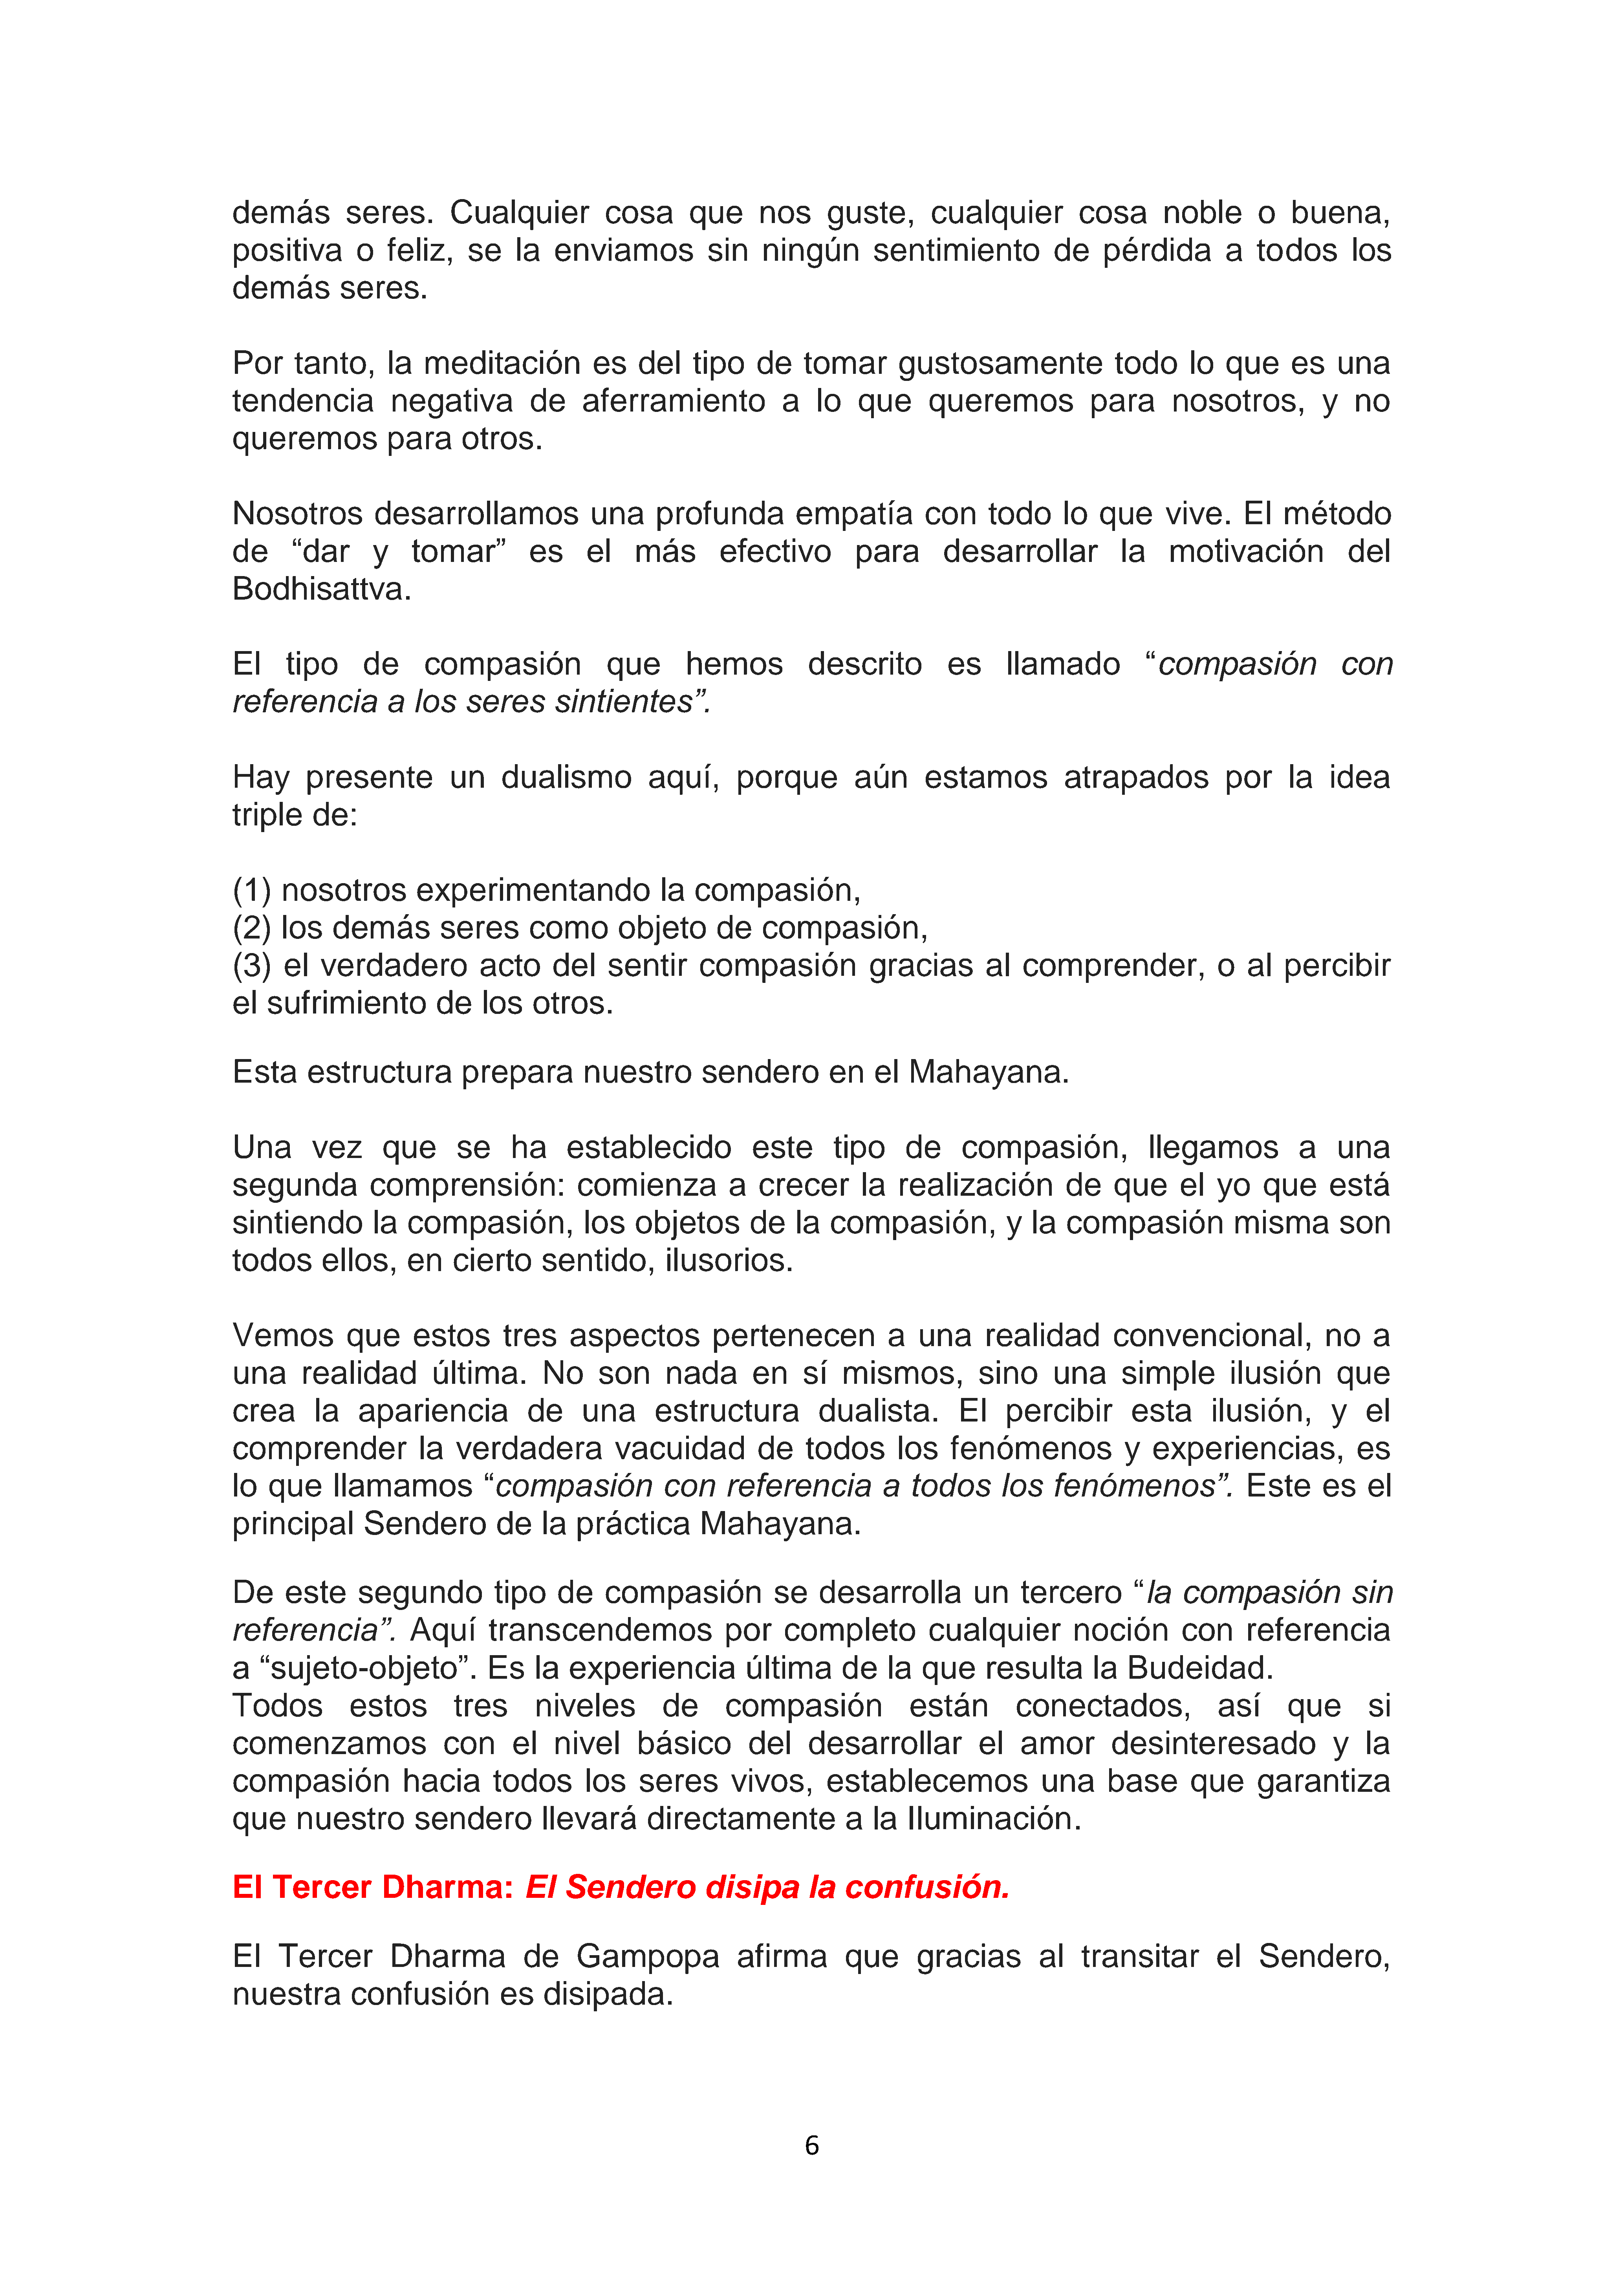 demás seres. Cualquier cosa que nos guste, cualquier cosa noble o buena,
positiva o feliz, se la enviamos sin ningún sentimiento de pérdida a todos los
demás seres.
Por tanto, la meditación es del tipo de tomar gustosamente todo lo que es una
tendencia negativa de aferramiento a lo que queremos para nosotros, y no
queremos para otros.
Nosotros desarrollamos una profunda empatía con todo lo que vive. El método
de “dar y tomar” es el más efectivo para desarrollar la motivación del
Bodhisattva.
El tipo de compasión que hemos descrito es llamado “compasión con
referencia a los seres sintientes”.
Hay presente un dualismo aquí, porque aún estamos atrapados por la idea
triple de:
(1) nosotros experimentando la compasión,
(2) los demás seres como objeto de compasión,
(3) el verdadero acto del sentir compasión gracias al comprender, o al percibir
el sufrimiento de los otros.
Esta estructura prepara nuestro sendero en el Mahayana.
Una vez que se ha establecido este tipo de compasión, llegamos a una
segunda comprensión: comienza a crecer la realización de que el yo que está
sintiendo la compasión, los objetos de la compasión, y la compasión misma son
todos ellos, en cierto sentido, ilusorios.
Vemos que estos tres aspectos pertenecen a una realidad convencional, no a
una realidad última. No son nada en sí mismos, sino una simple ilusión que
crea la apariencia de una estructura dualista. El percibir esta ilusión, y el
comprender la verdadera vacuidad de todos los fenómenos y experiencias, es
lo que llamamos “compasión con referencia a todos los fenómenos”. Este es el
principal Sendero de la práctica Mahayana.
De este segundo tipo de compasión se desarrolla un tercero “la compasión sin
referencia”. Aquí transcendemos por completo cualquier noción con referencia
a “sujeto-objeto”. Es la experiencia última de la que resulta la Budeidad.
Todos estos tres niveles de compasión están conectados, así que si
comenzamos con el nivel básico del desarrollar el amor desinteresado y la
compasión hacia todos los seres vivos, establecemos una base que garantiza
que nuestro sendero llevará directamente a la Iluminación.
El Tercer Dharma: El Sendero disipa la confusión.
El Tercer Dharma de Gampopa afirma que gracias al transitar el Sendero,
nuestra confusión es disipada.
6